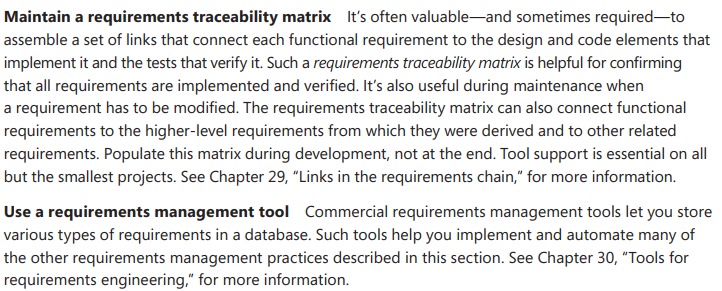 Maintain a requirements traceability matrix   It’s often valuable—and sometimes required—to
assemble a set of links that connect each functional requirement to the design and code elements that
implement it and the tests that verify it. Such a requirements traceability matrix is helpful for confirming
that all requirements are implemented and verified. It’s also useful during maintenance when
a requirement has to be modified. The requirements traceability matrix can also connect functional
requirements to the higher-level requirements from which they were derived and to other related
requirements. Populate this matrix during development, not at the end. Tool support is essential on all
but the smallest projects. See Chapter 29, “Links in the requirements chain,” for more information.
Use a requirements management tool   Commercial requirements management tools let you store
various types of requirements in a database. Such tools help you implement and automate many of
the other requirements management practices described in this section. See Chapter 30, “Tools for
requirements engineering,” for more information.